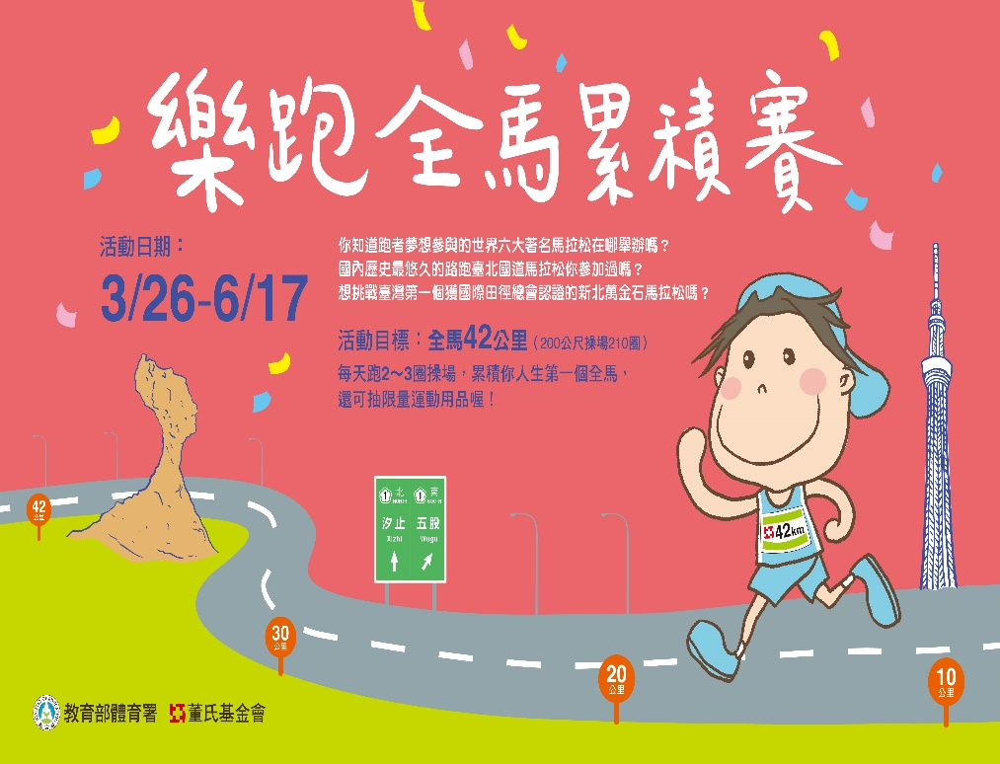 樂跑全馬累積賽
活動日期：
3/26-6/17
你知道跑者夢想參與的世界六大著名馬拉松在哪舉辦嗎？
國內歷史最悠久的路跑臺北國道馬拉松你參加過嗎？
想挑戰臺灣第一個獲國際田徑總會認證的新北萬金石馬拉松嗎？
活動目標：全馬42公里（200公尺操場210圈）
每天跑2～3圈操場，累積你人生第一個全馬，
還可抽限量運動用品喔！
42
公里
1 北 NORTH 1 南 SOUTH
汐止 五股
Xizhi Wugu
42km
30
公里
20
公里
10
公里
教育部體育署 董氏基金會